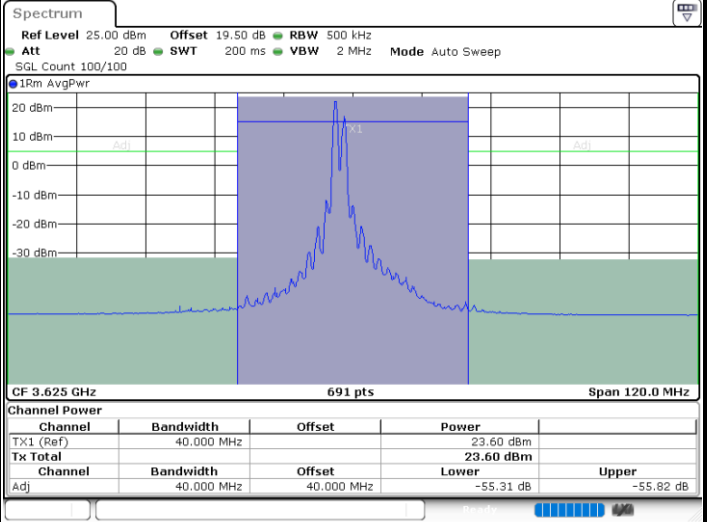 Spectrum
Ref Level 25.00 dBm Offset 19.50 dB RBW 500 kHz
Att 20 dB SWT 200 ms VBW 2 MHz Mode Auto Sweep
SGL Count 100/100
1Rm AvgPwr
20 dBm
X1
10 dBm
Adj Adj
0 dBm
-10 dBm
-20 dBm
-30 dBm
CF 3.625 GHz 691 pts Span 120.0 MHz
Channel Power
Channel Bandwidth Offset Power
TX1 (Ref) 40.000 MHz 23.60 dBm
Tx Total 23.60 dBm
Channel Bandwidth Offset Lower Upper
Adj 40.000 MHz 40.000 MHz -55.31 dB -55.82 dB
Ready